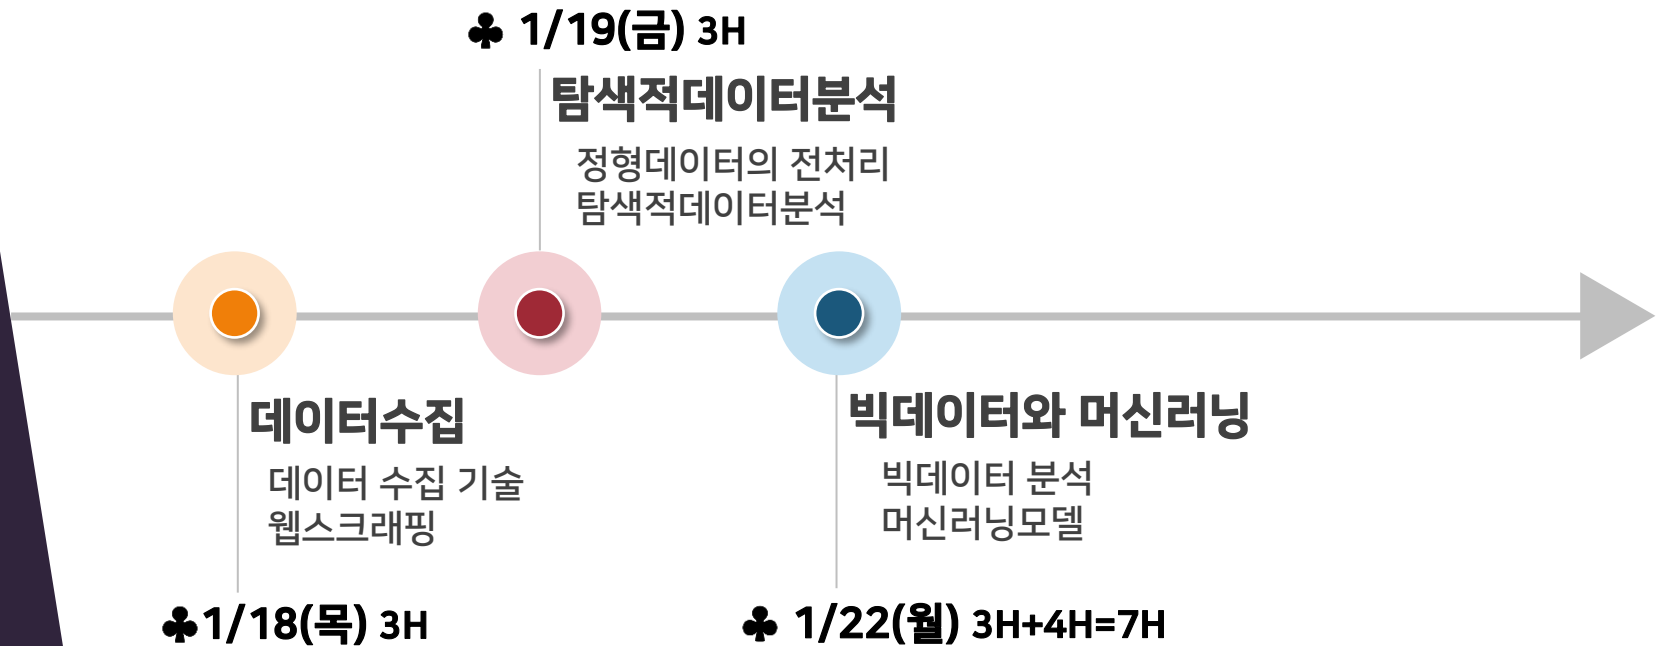 ♣ 1/19(금) 3H
탐색적데이터분석
정형데이터의 전처리
탐색적데이터분석
데이터수집
데이터 수집 기술
웹스크래핑
♣1/18(목) 3H
빅데이터와 머신러닝
빅데이터 분석
머신러닝모델
♣ 1/22(월) 3H+4H=7H